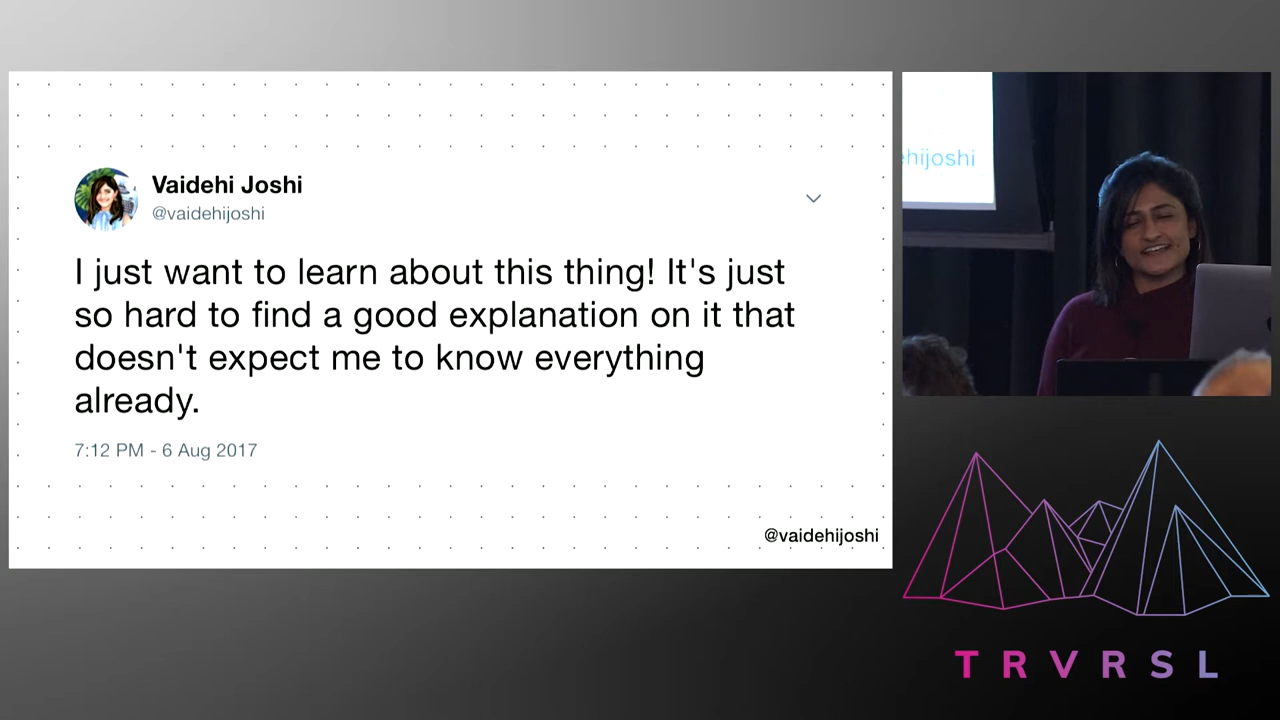 Vaidehi Joshi
@vaidehijoshi
I just want to learn about this thing! It's just
so hard to find a good explanation on it that
doesn't expect me to know everything
already.
7:12 PM - 6 Aug 2017
@vaidehijoshi
ehijoshi
TRVRSL